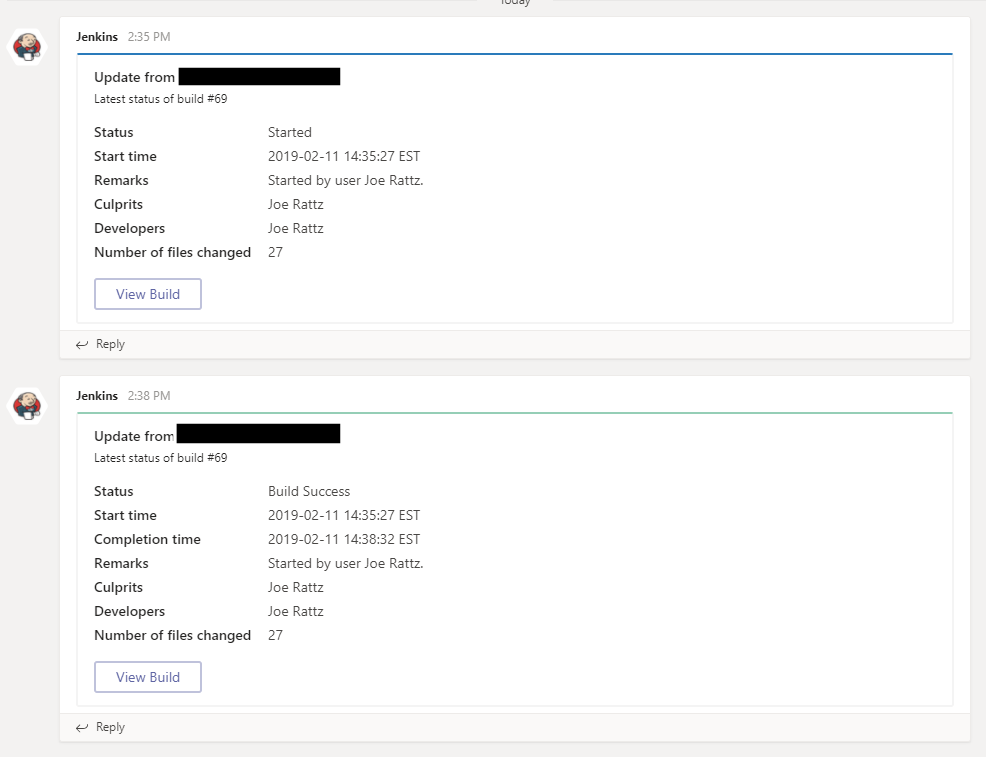 Today
Jenkins 2:35 PM
Update from
Latest status of build #69
Status Started
Start time 2019-02-11 14:35:27 EST
Remarks Started by user Joe Rattz.
Culprits Joe Rattz
Developers Joe Rattz
Number of files changed 27
View Build
Reply
Jenkins 2:38 PM
Update from
Latest status of build #69
Status Build Success
Start time 2019-02-11 14:35:27 EST
Completion time 2019-02-11 14:38:32 EST
Remarks Started by user Joe Rattz.
Culprits Joe Rattz
Developers Joe Rattz
Number of files changed 27
View Build
Reply